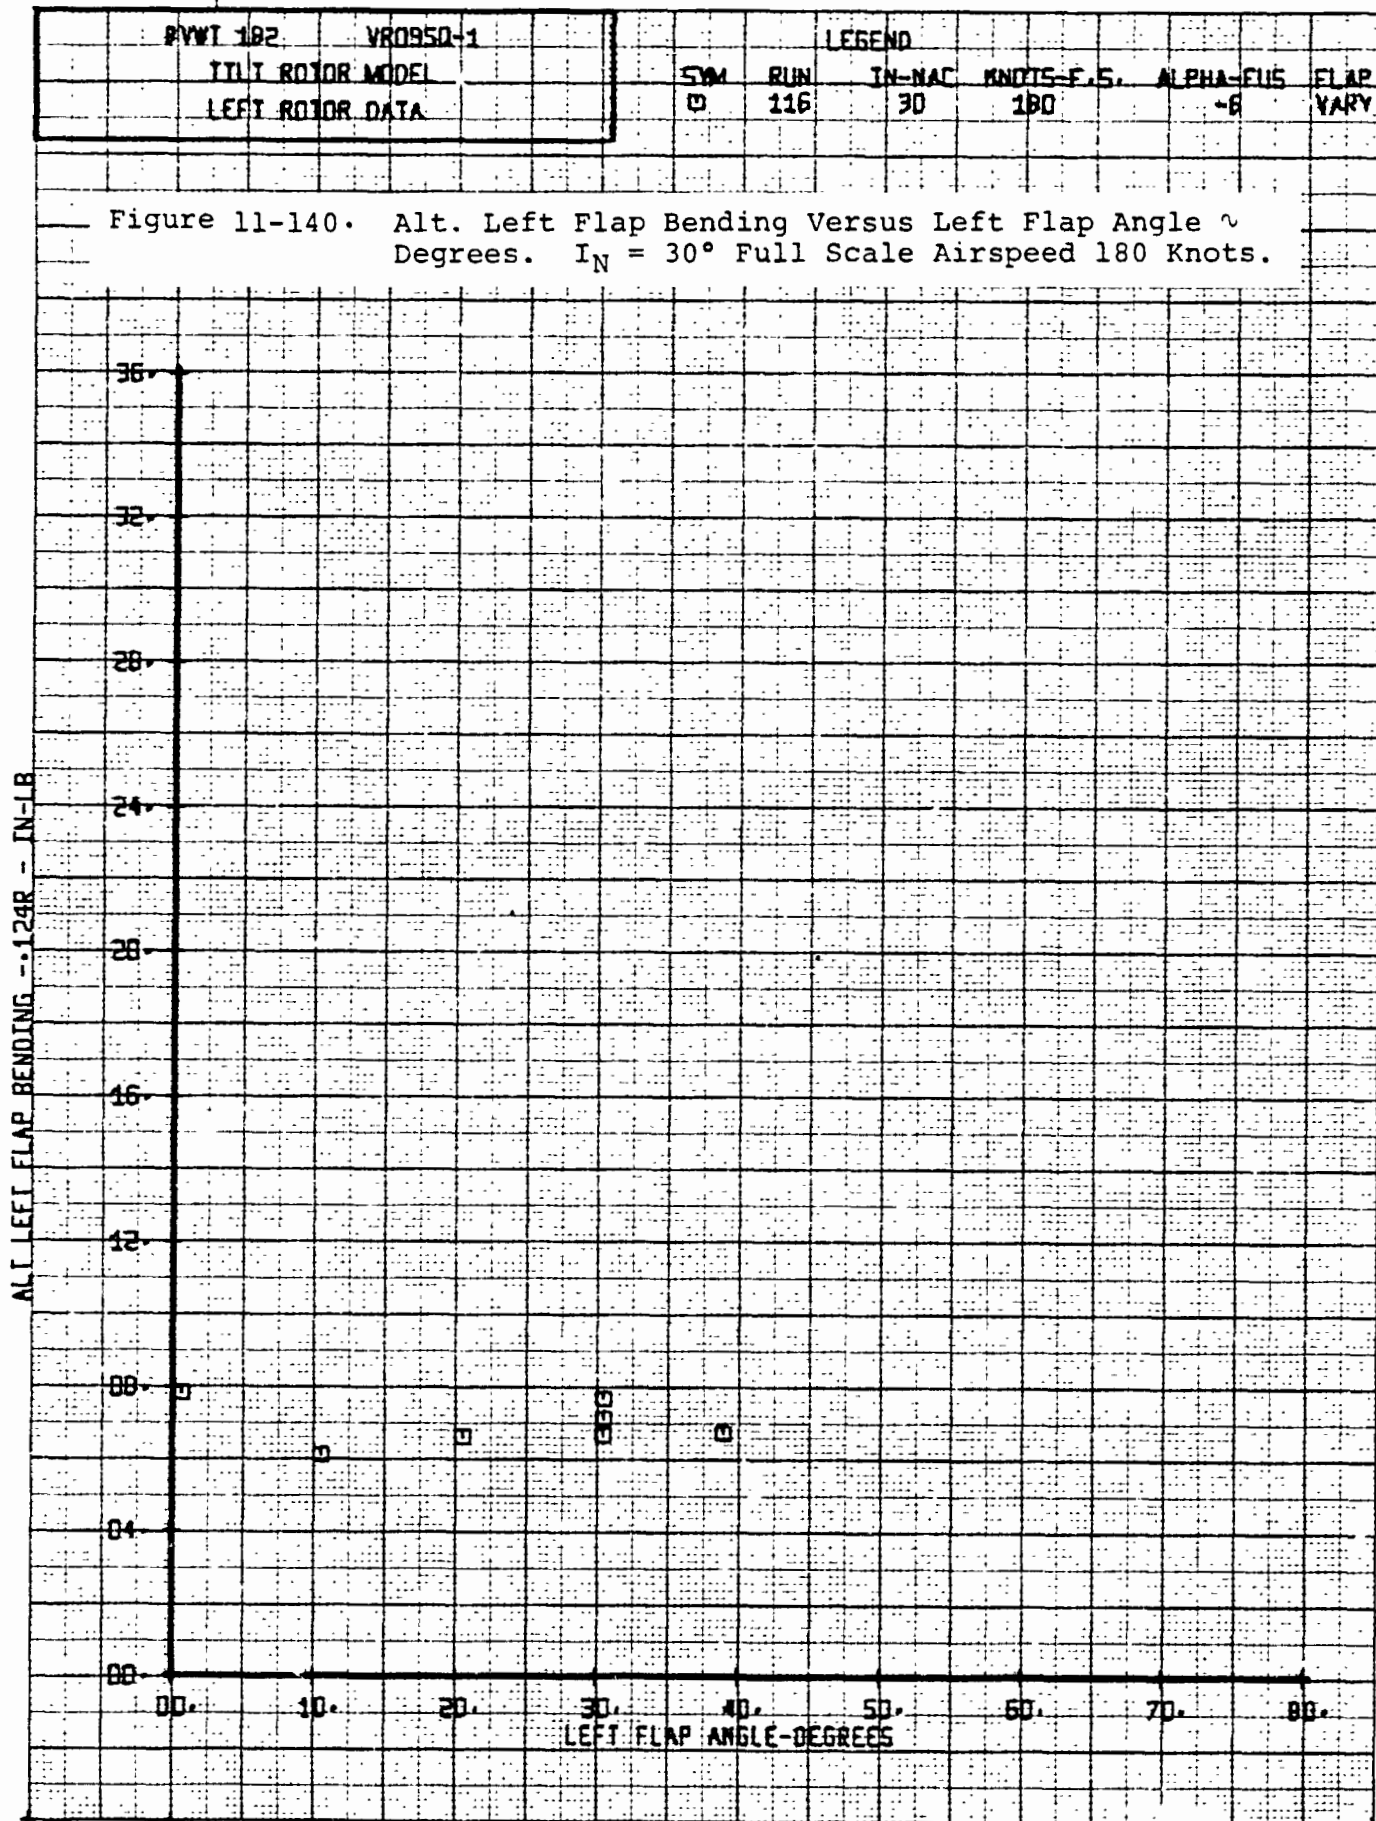 BVWT 182 VR095Q-1
TILT ROTOR MODEL
LEFT ROTOR DATA
LEGEND
SYM RUN IN-NAC KNOTS-F.S. ALPHA-FUS FLAP
116 30 180 -6 VARY
Figure 11-140. Alt. Left Flap Bending Versus Left Flap Angle ~
Degrees. I_N = 30° Full Scale Airspeed 180 Knots.
ALT LEFT FLAP BENDING -.124R - IN-LB
36.
32.
28.
24.
20.
16.
12.
08.
04.
00.
00. 10. 20. 30. 40. 50. 60. 70. 80.
LEFT FLAP ANGLE-DEGREES